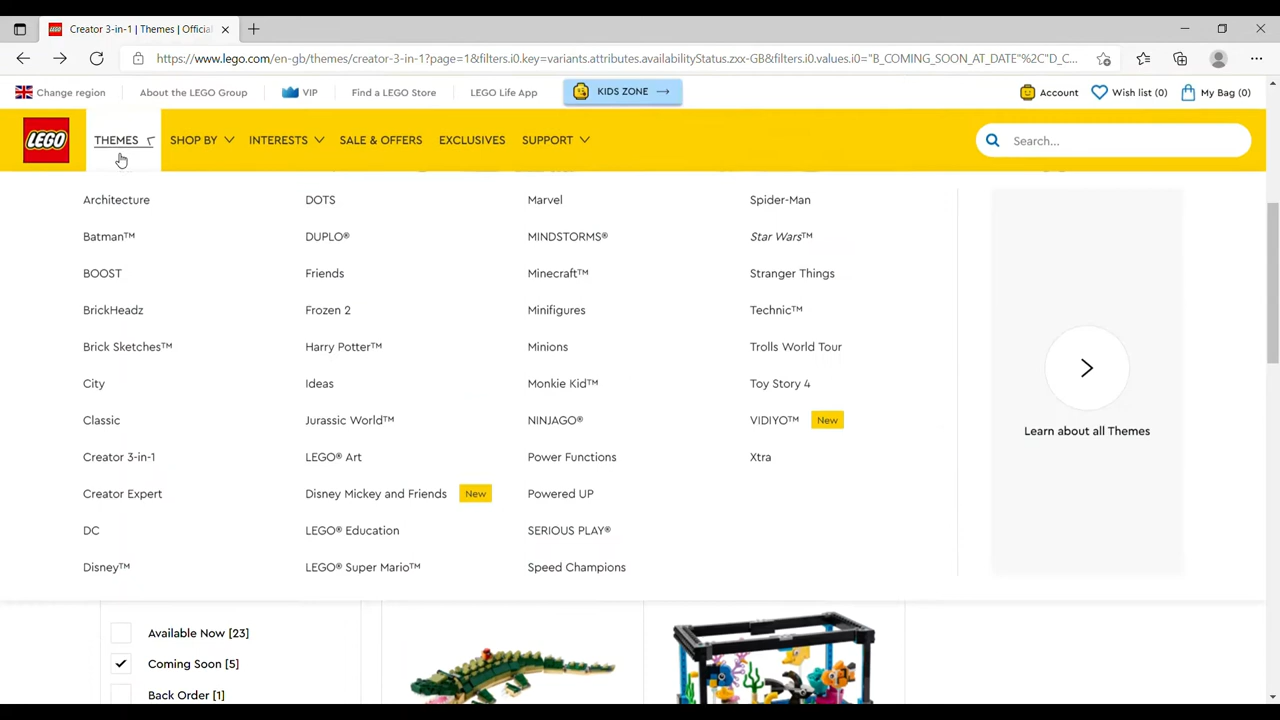 Creator 3-in-1 | Themes | Official
https://www.lego.com/en-gb/themes/creator-3-in-1?page=1&filters.i0.key=variants.attributes.availabilityStatus.zxx-GB&filters.i0.values.i0="B_COMING_SOON_AT_DATE"%2C"D_C...
Change region About the LEGO Group VIP Find a LEGO Store LEGO Life App KIDS ZONE → Account Wish list (0) My Bag (0)
LEGO THEMES SHOP BY INTERESTS SALE & OFFERS EXCLUSIVES SUPPORT Search...
Architecture
Batman™
BOOST
BrickHeadz
Brick Sketches™
City
Classic
Creator 3-in-1
Creator Expert
DC
Disney™
DOTS
DUPLO®
Friends
Frozen 2
Harry Potter™
Ideas
Jurassic World™
LEGO® Art
Disney Mickey and Friends New
LEGO® Education
LEGO® Super Mario™
Marvel
MINDSTORMS®
Minecraft™
Minifigures
Minions
Monkie Kid™
NINJAGO®
Power Functions
Powered UP
SERIOUS PLAY®
Speed Champions
Spider-Man
Star Wars™
Stranger Things
Technic™
Trolls World Tour
Toy Story 4
VIDIYO™ New
Xtra
Learn about all Themes
Available Now [23]
Coming Soon [5]
Back Order [1]